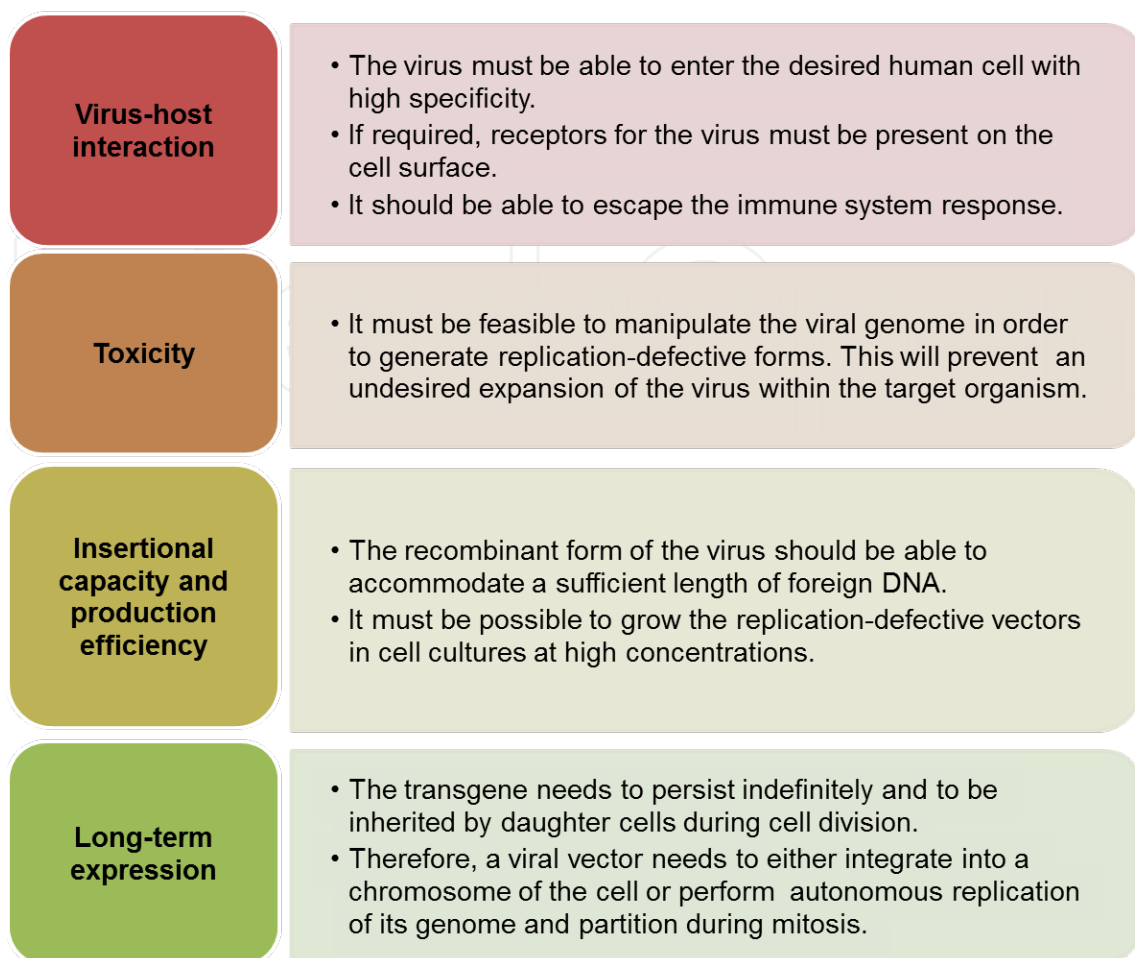 Virus-host
interaction
• The virus must be able to enter the desired human cell with
high specificity.
• If required, receptors for the virus must be present on the
cell surface.
• It should be able to escape the immune system response.
Toxicity
• It must be feasible to manipulate the viral genome in order
to generate replication-defective forms. This will prevent an
undesired expansion of the virus within the target organism.
Insertional
capacity and
production
efficiency
• The recombinant form of the virus should be able to
accommodate a sufficient length of foreign DNA.
• It must be possible to grow the replication-defective vectors
in cell cultures at high concentrations.
Long-term
expression
• The transgene needs to persist indefinitely and to be
inherited by daughter cells during cell division.
• Therefore, a viral vector needs to either integrate into a
chromosome of the cell or perform autonomous replication
of its genome and partition during mitosis.